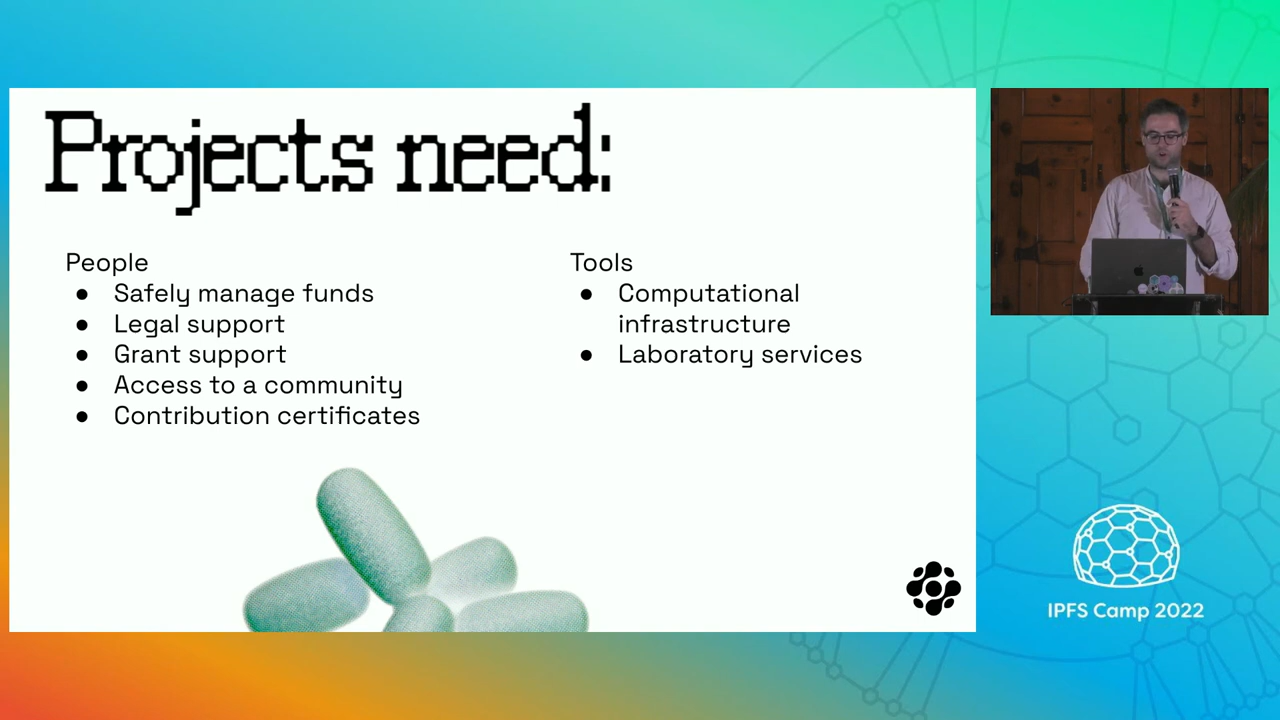 Projects need:
People
● Safely manage funds
● Legal support
● Grant support
● Access to a community
● Contribution certificates
Tools
● Computational
infrastructure
● Laboratory services
IPFS Camp 2022